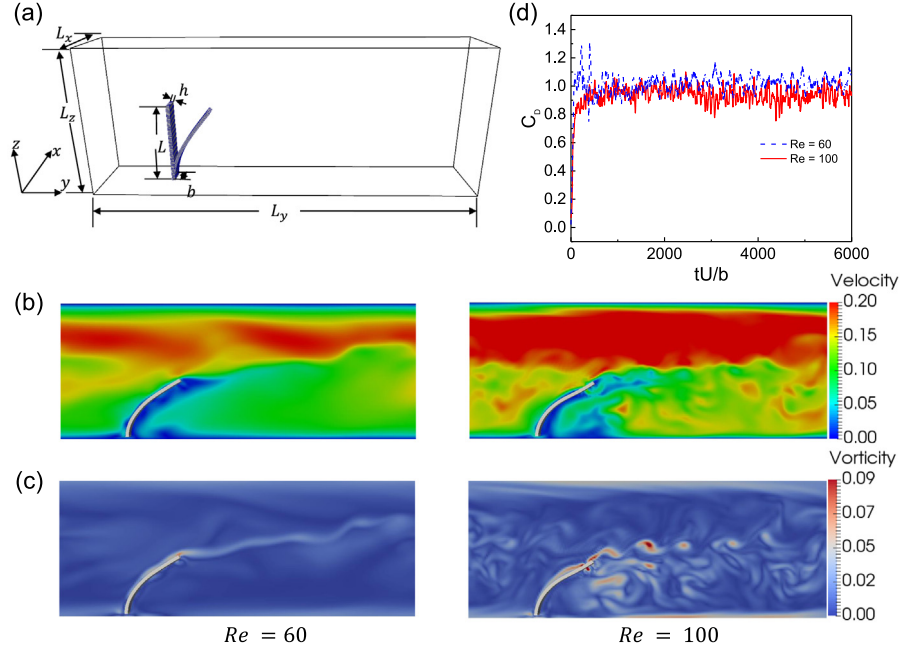 (a)
L_x
h
L_z
L
z
x
y
b
L_y
(d)
1.4
1.2
1.0
0.8
0.6
0.4
0.2
0.0
C_D
Re = 60
Re = 100
0
2000
4000
6000
tU/b
(b)
Velocity
0.20
0.15
0.10
0.05
0.00
(c)
Vorticity
0.09
0.07
0.05
0.02
0.00
Re = 60
Re = 100